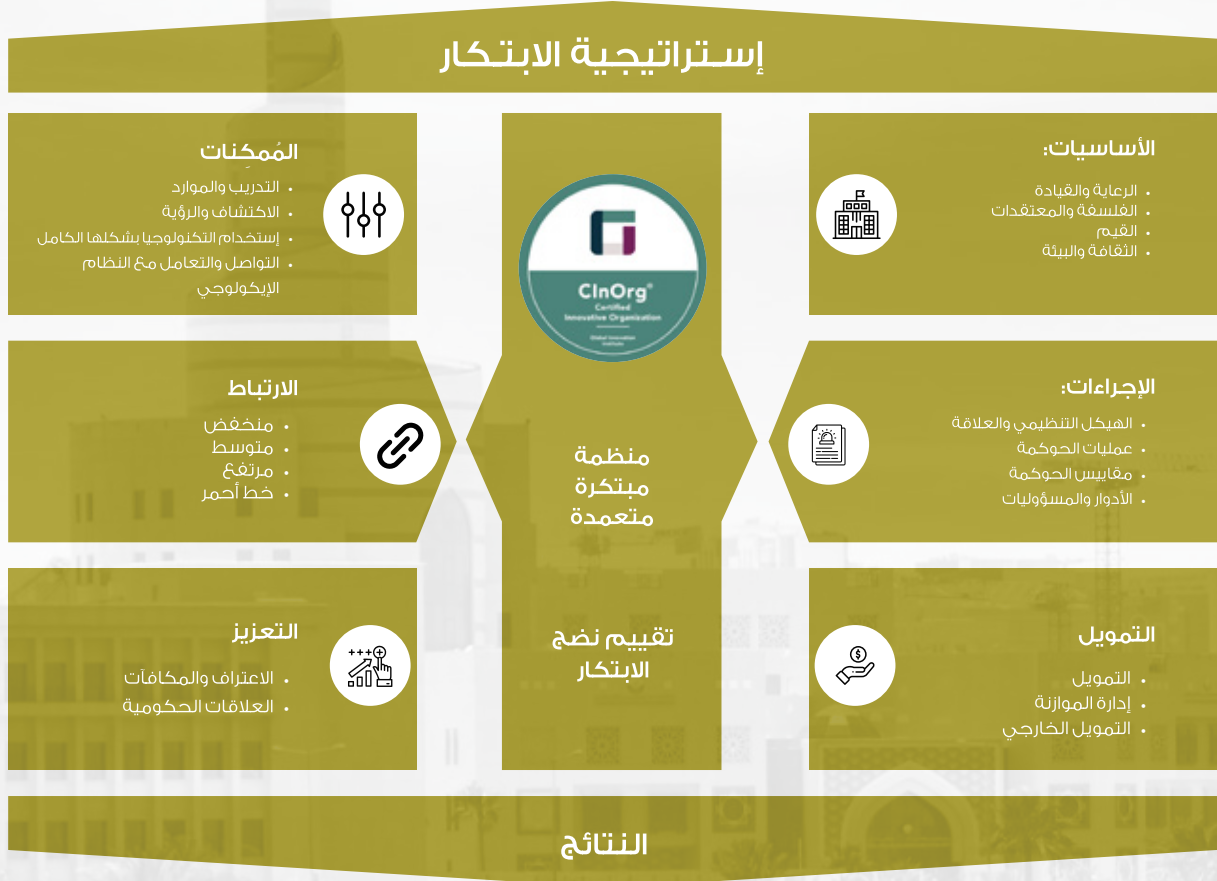 إستراتيجية الابتكار
الأساسيات:
• الرعاية والقيادة
• الفلسفة والمعتقدات
• القيم
• الثقافة والبيئة
المُمكِنات
• التدريب والموارد
• الاكتشاف والرؤية
• إستخدام التكنولوجيا بشكلها الكامل
• التواصل والتعامل مع النظام
الإيكولوجي
CInOrg®
Certified
Innovative Organization
Global Innovation
Institute
الإجراءات:
• الهيكل التنظيمي والعلاقة
• عمليات الحوكمة
• مقاييس الحوكمة
• الأدوار والمسؤوليات
منظمة
مبتكرة
متعمدة
الارتباط
• منخفض
• متوسط
• مرتفع
• خط أحمر
التمويل
• التمويل
• إدارة الموازنة
• التمويل الخارجي
تقييم نضج
الابتكار
التعزيز
• الاعتراف والمكافآت
• العلاقات الحكومية
النتائج